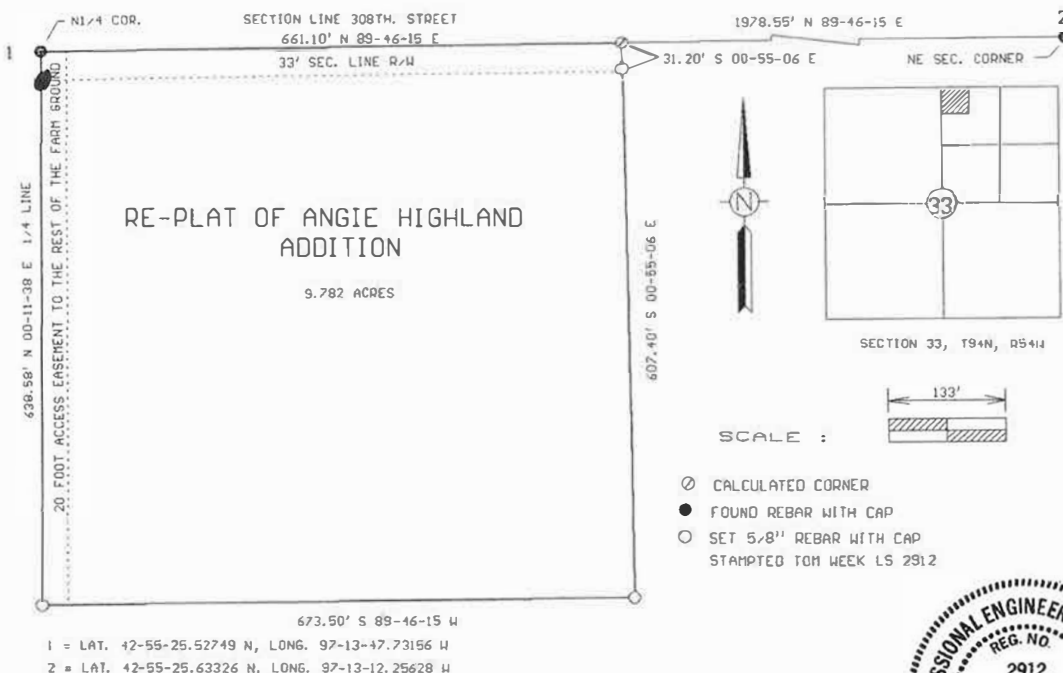 N1/4 COR.
SECTION LINE 308TH. STREET
661.10' N 89-46-15 E
33' SEC. LINE R/W
1978.55' N 89-46-15 E
2
1
31.20' S 00-55-06 E
NE SEC. CORNER
638.58' N 00-11-38 E 1/4 LINE
20 FOOT ACCESS EASEMENT TO THE REST OF THE FARM GROUND
RE-PLAT OF ANGIE HIGHLAND
ADDITION
9.782 ACRES
607.40' S 00-55-06 E
N
33
SECTION 33, T94N, R54W
133'
SCALE :
CALCULATED CORNER
FOUND REBAR WITH CAP
SET 5/8" REBAR WITH CAP
STAMPTED TOM WEEK LS 2912
673.50' S 89-46-15 W
1 = LAT. 42-55-25.52749 N, LONG. 97-13-47.73156 W
2 = LAT. 42-55-25.63326 N, LONG. 97-13-12.25628 W
REG. NO.
2912